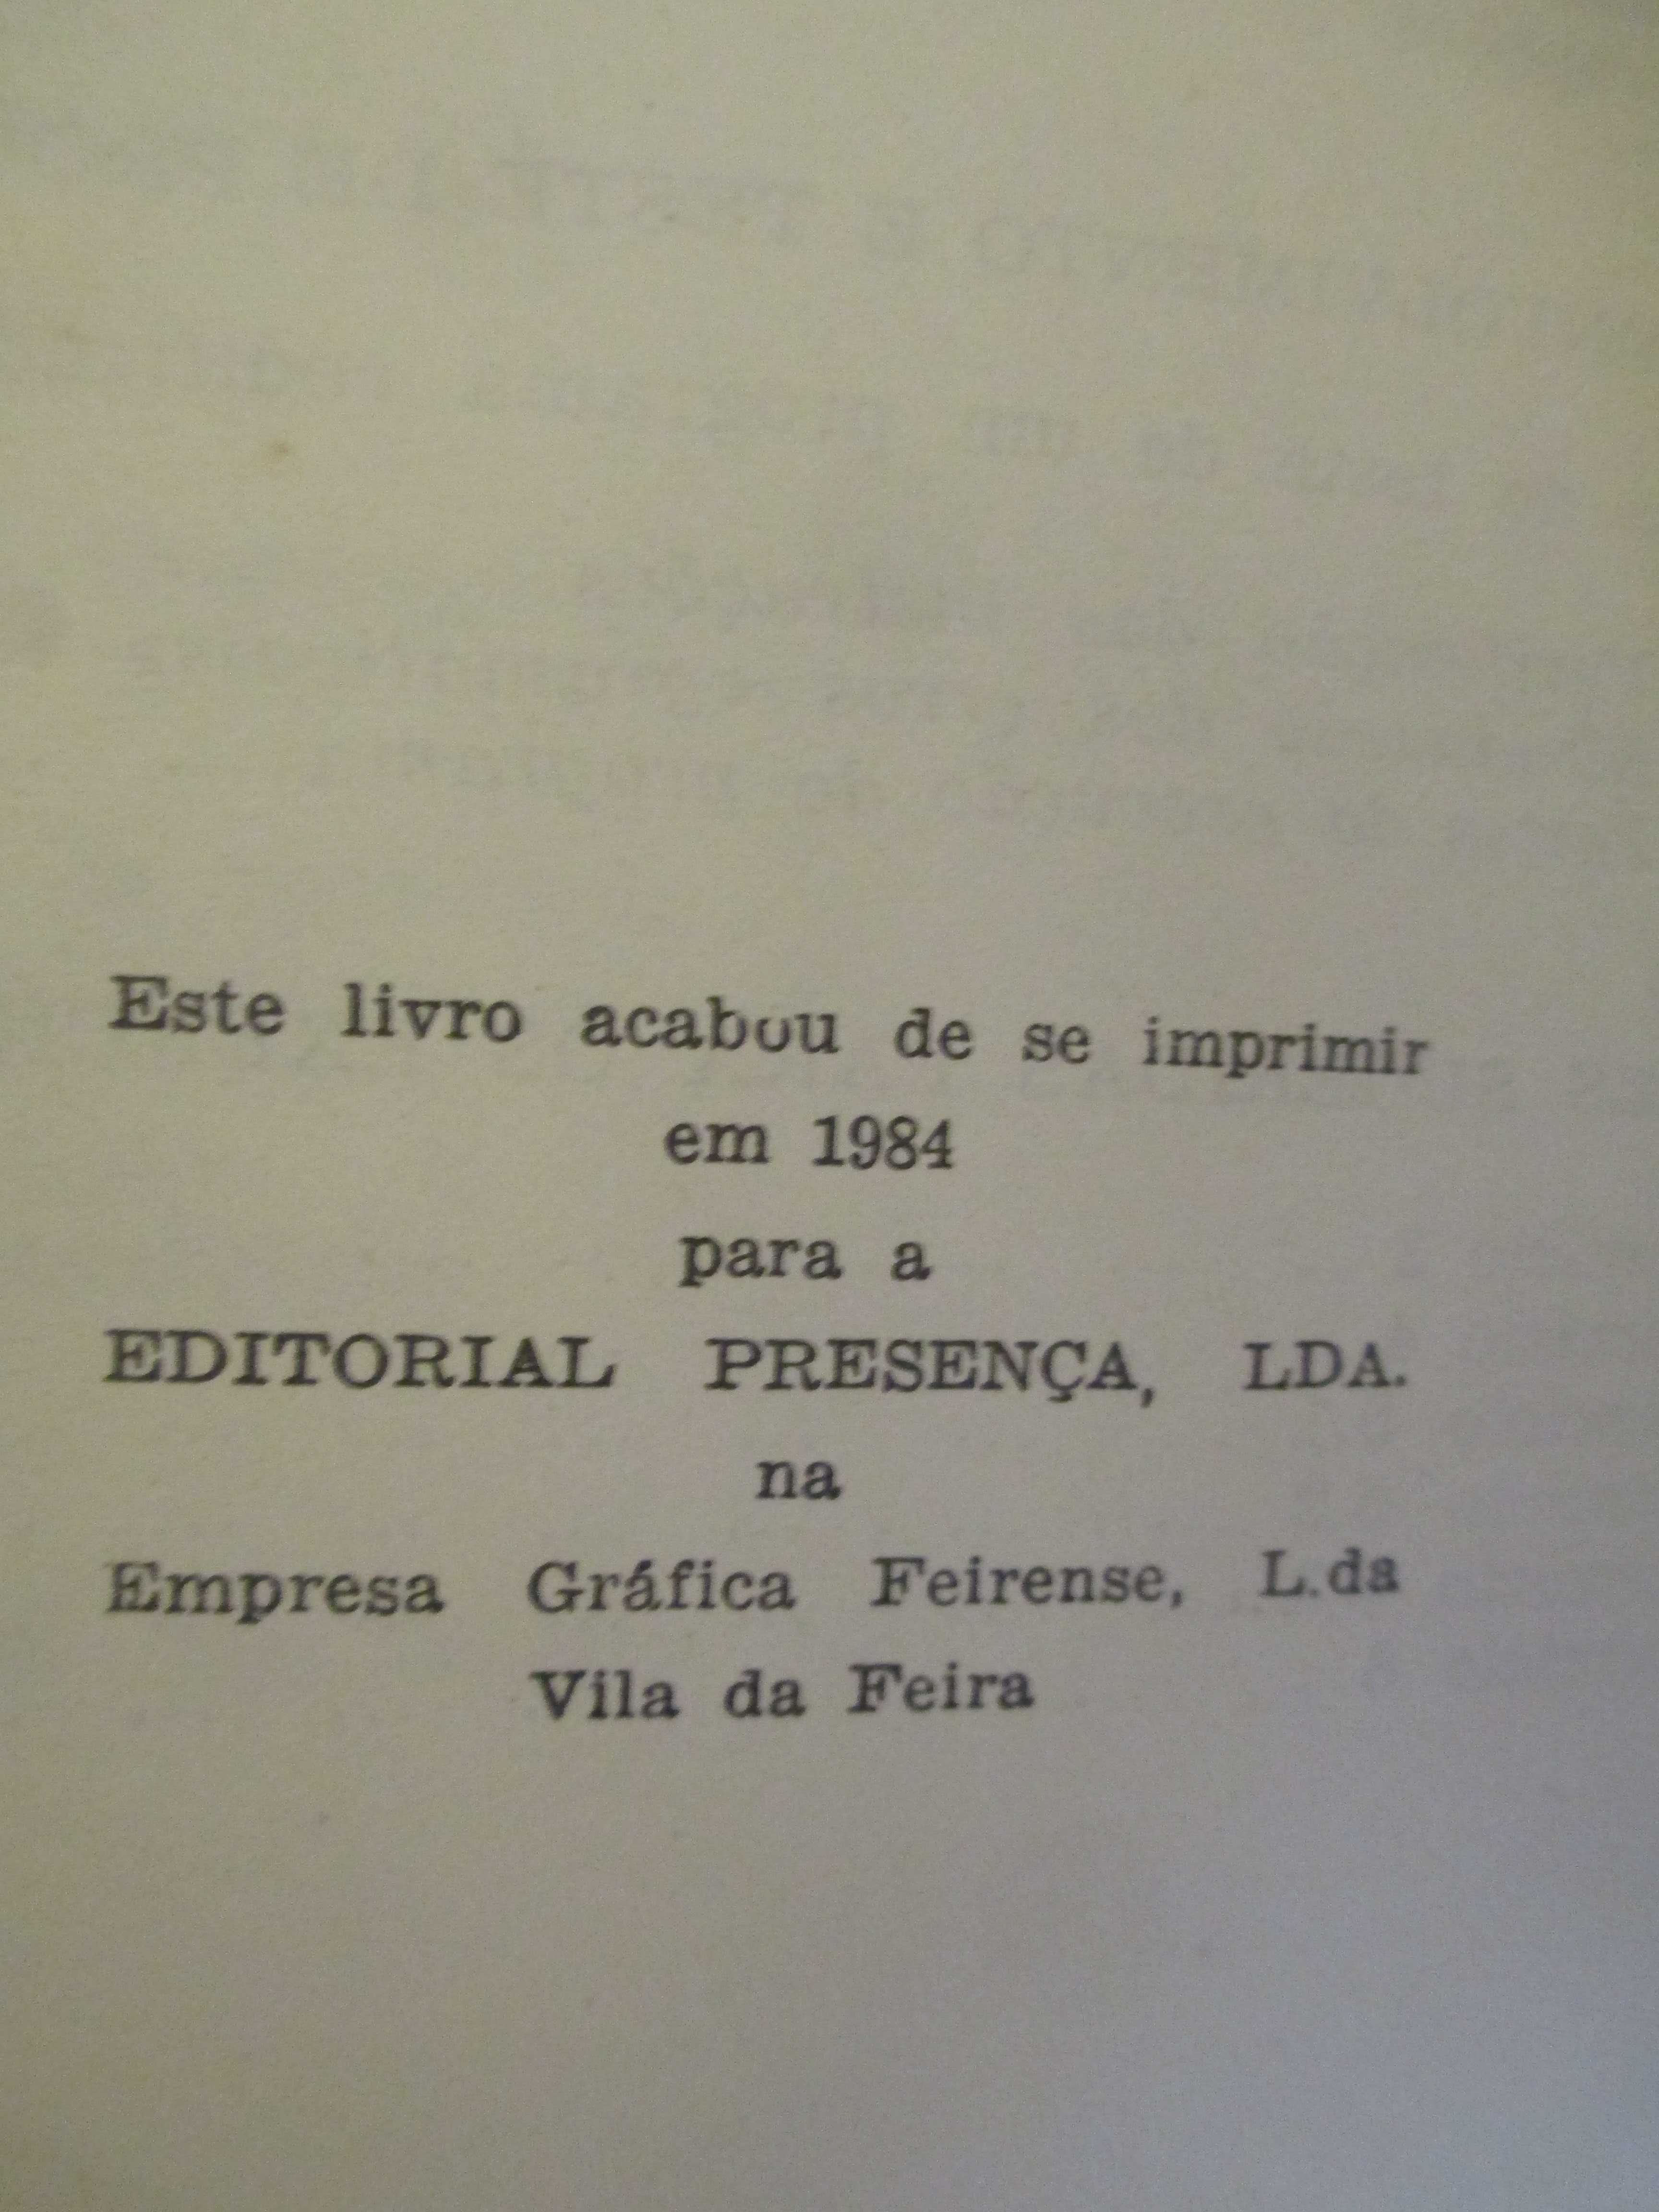 Este livro acabou de se imprimir
em 1984
para a
EDITORIAL PRESENÇA, LDA.
na
Empresa Gráfica Feirense, L.da
Vila da Feira